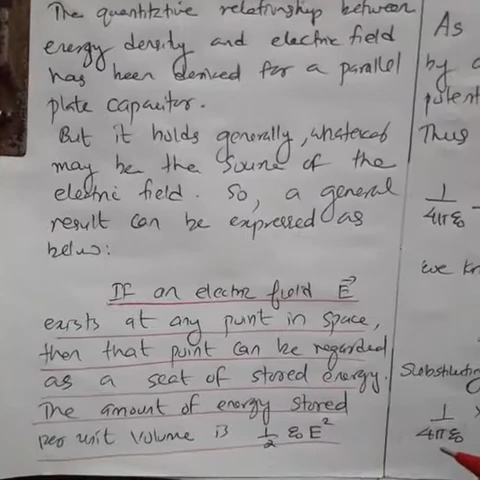 The quantitative relationship between
energy density and electric field
has been derived for a parallel
plate capacitor.
But it holds generally, whatever
may be the source of the
electric field. So, a general
result can be expressed as
below:
If an electric field E⃗
exists at any point in space,
then that point can be regarded
as a seat of stored energy.
The amount of energy stored
per unit volume is 1/2 ε0 E²
As
by
potent
Thus
1/4πε0
we kn
Substituting
1/4πε0